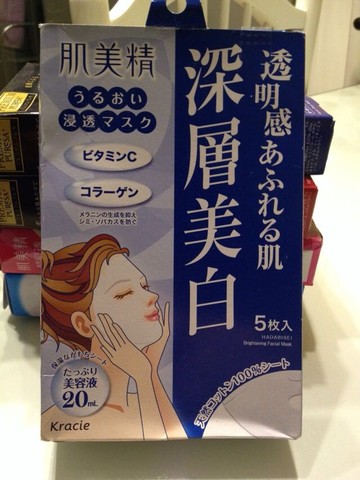 肌美精
うるおい
浸透マスク
ビタミンC
コラーゲン
メラニンの生成を抑え
シミ・ソバカスを防ぐ
透明感あふれる肌
深層美白
5枚入
HADABISEI
Brightening Facial Mask
たっぷり
美容液
20mL
天然コットン100%シート
Kracie